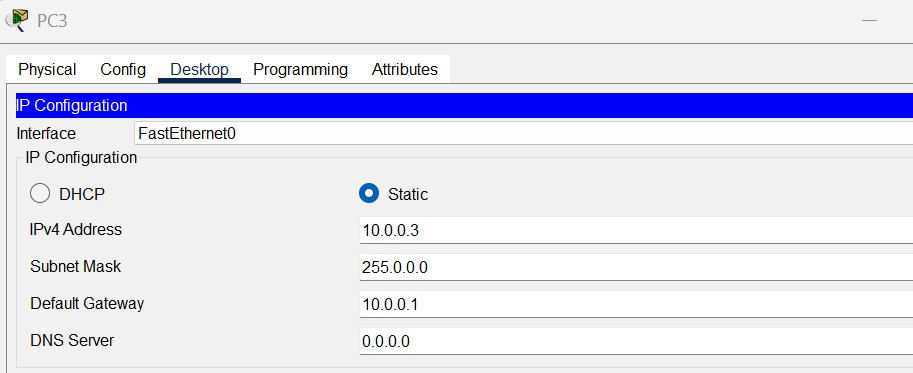 PC3
Physical Config Desktop Programming Attributes
IP Configuration
Interface FastEthernet0
IP Configuration
DHCP Static
IPv4 Address 10.0.0.3
Subnet Mask 255.0.0.0
Default Gateway 10.0.0.1
DNS Server 0.0.0.0